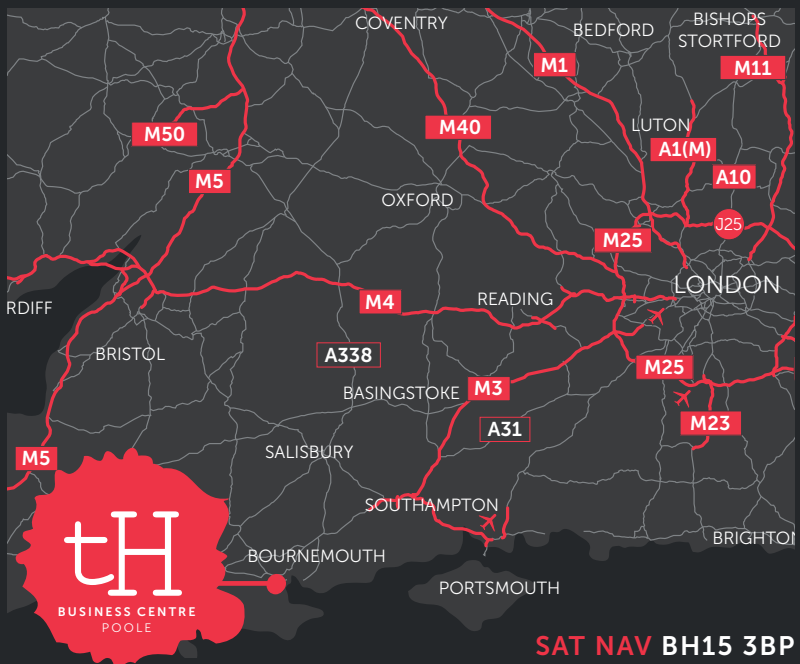 COVENTRY
BEDFORD
BISHOPS
STORTFORD
M1
M11
M50
M40
LUTON
A1(M)
M5
A10
OXFORD
J25
M25
LONDON
RDIFF
M4
READING
BRISTOL
A338
M25
BASINGSTOKE
M3
M23
A31
SALISBURY
M5
SOUTHAMPTON
BRIGHTON
tH
BUSINESS CENTRE
POOLE
BOURNEMOUTH
PORTSMOUTH
SAT NAV BH15 3BP